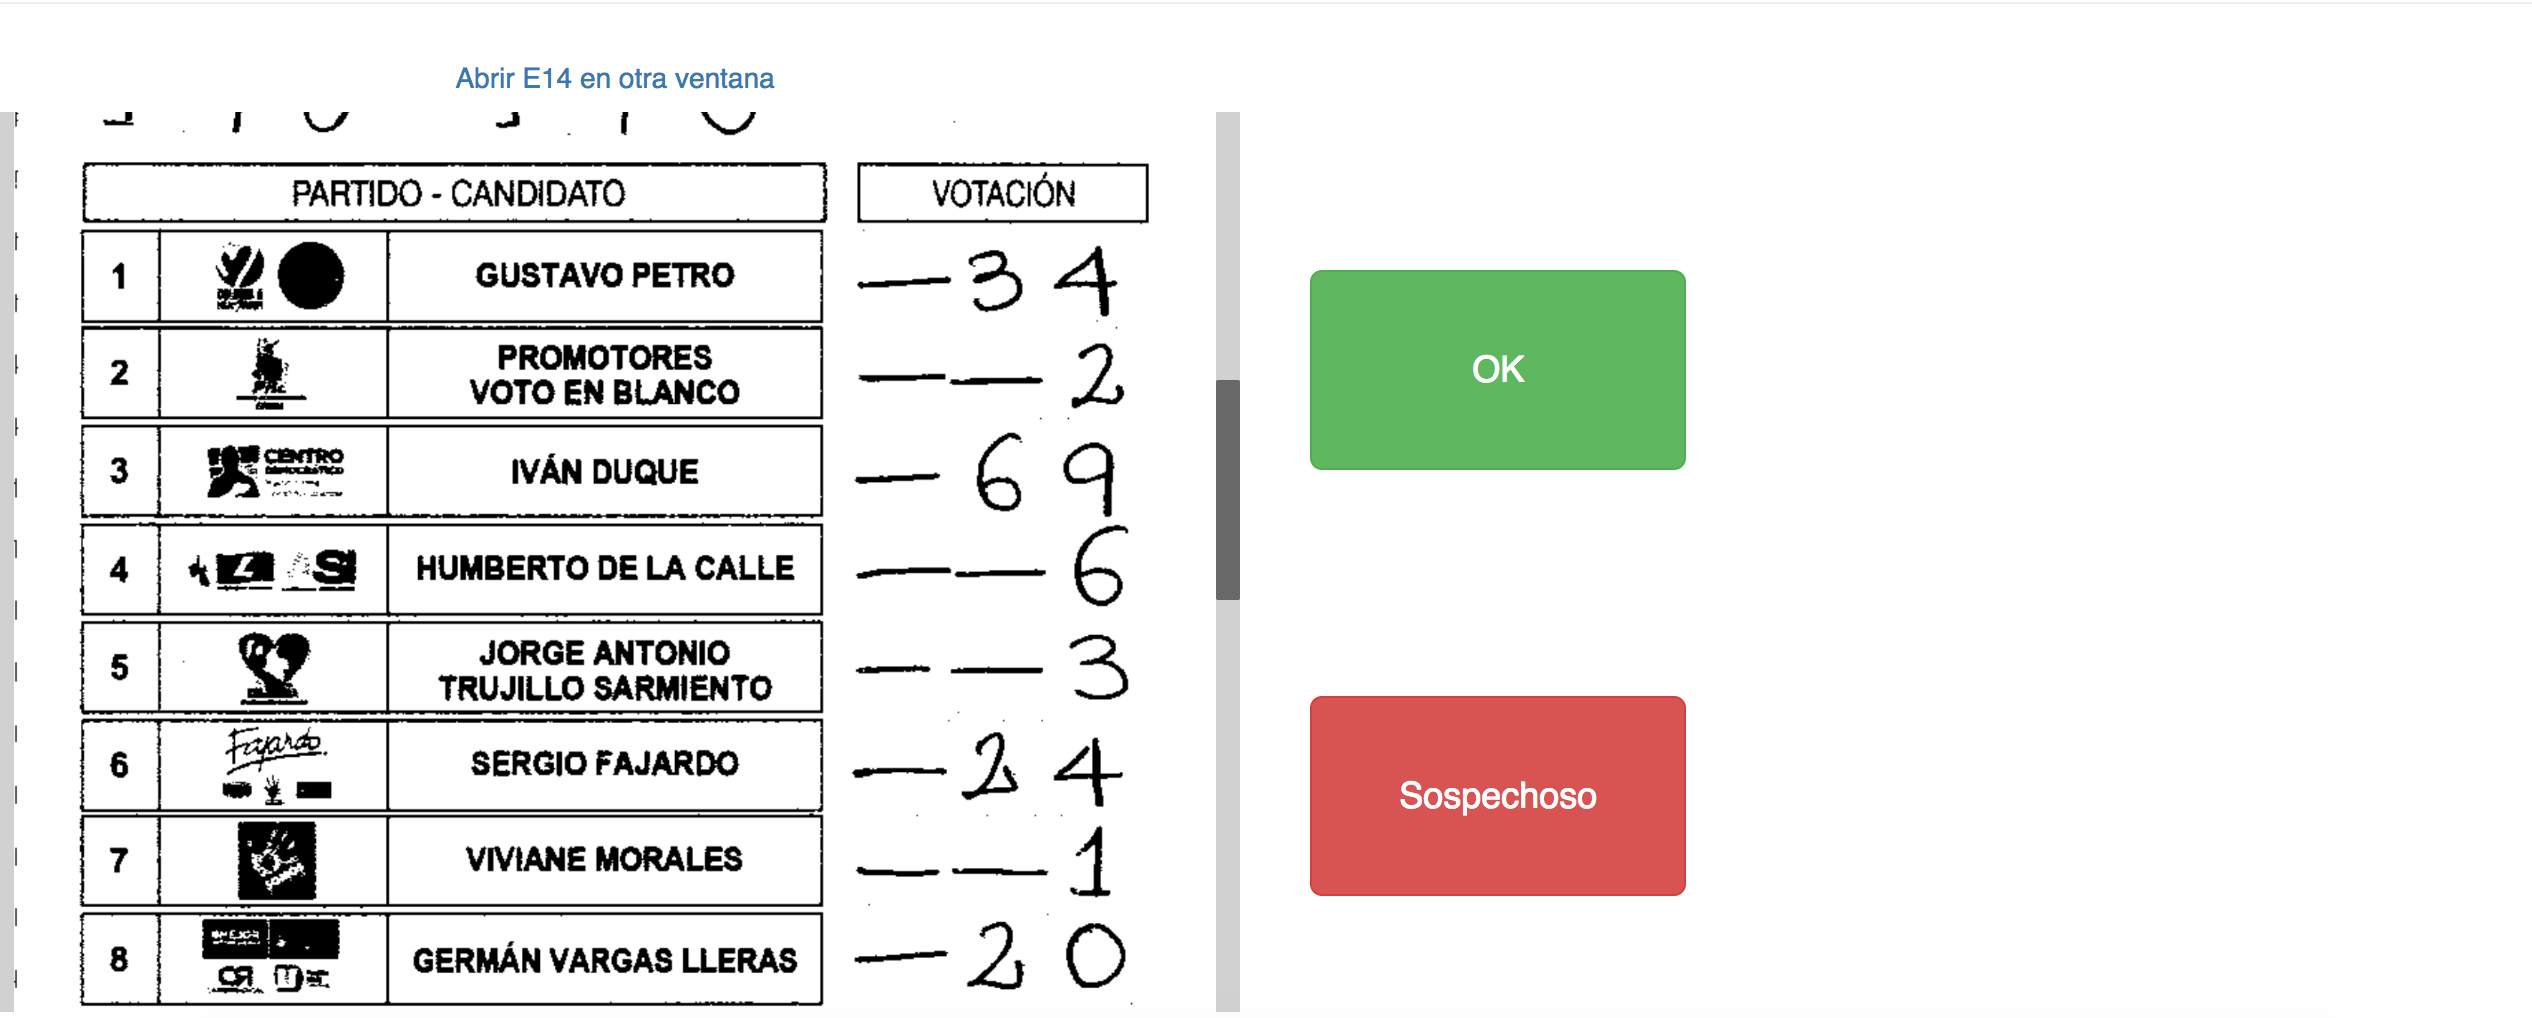 Abrir E14 en otra ventana
PARTIDO - CANDIDATO VOTACIÓN
1 GUSTAVO PETRO — 3 4
2 PROMOTORES VOTO EN BLANCO — — 2
3 CENTRO DEMOCRÁTICO IVÁN DUQUE — 6 9
4 HUMBERTO DE LA CALLE — — 6
5 JORGE ANTONIO TRUJILLO SARMIENTO — — 3
6 Fajardo SERGIO FAJARDO — 2 4
7 VIVIANE MORALES — — 1
8 CR GERMÁN VARGAS LLERAS — 2 0
OK
Sospechoso